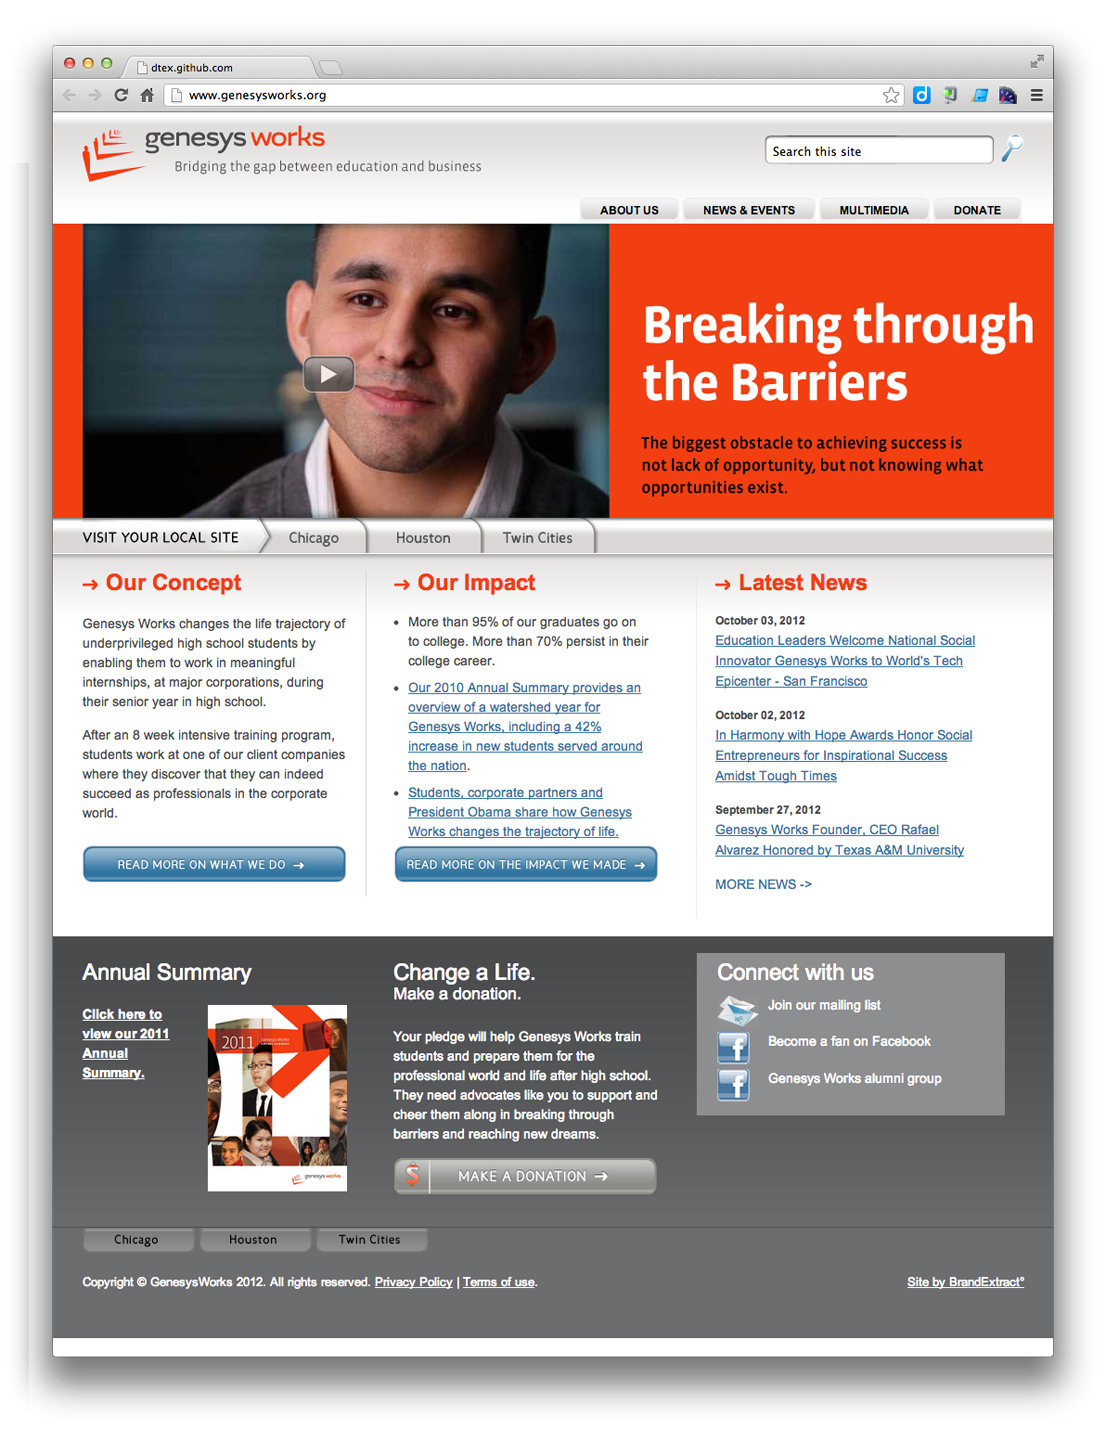 dtex.github.com
www.genesysworks.org
genesys works
Bridging the gap between education and business
Search this site
ABOUT US
NEWS & EVENTS
MULTIMEDIA
DONATE
Breaking through
the Barriers
The biggest obstacle to achieving success is
not lack of opportunity, but not knowing what
opportunities exist.
VISIT YOUR LOCAL SITE
Chicago
Houston
Twin Cities
→ Our Concept
Genesys Works changes the life trajectory of
underprivileged high school students by
enabling them to work in meaningful
internships, at major corporations, during
their senior year in high school.
After an 8 week intensive training program,
students work at one of our client companies
where they discover that they can indeed
succeed as professionals in the corporate
world.
READ MORE ON WHAT WE DO →
→ Our Impact
• More than 95% of our graduates go on
to college. More than 70% persist in their
college career.
• Our 2010 Annual Summary provides an
overview of a watershed year for
Genesys Works, including a 42%
increase in new students served around
the nation.
• Students, corporate partners and
President Obama share how Genesys
Works changes the trajectory of life.
READ MORE ON THE IMPACT WE MADE →
→ Latest News
October 03, 2012
Education Leaders Welcome National Social
Innovator Genesys Works to World's Tech
Epicenter - San Francisco
October 02, 2012
In Harmony with Hope Awards Honor Social
Entrepreneurs for Inspirational Success
Amidst Tough Times
September 27, 2012
Genesys Works Founder, CEO Rafael
Alvarez Honored by Texas A&M University
MORE NEWS ->
Annual Summary
Click here to
view our 2011
Annual
Summary.
2011
genesys works
Change a Life.
Make a donation.
Your pledge will help Genesys Works train
students and prepare them for the
professional world and life after high school.
They need advocates like you to support and
cheer them along in breaking through
barriers and reaching new dreams.
$ MAKE A DONATION →
Connect with us
Join our mailing list
Become a fan on Facebook
Genesys Works alumni group
Chicago
Houston
Twin Cities
Copyright © GenesysWorks 2012. All rights reserved. Privacy Policy | Terms of use.
Site by BrandExtract®